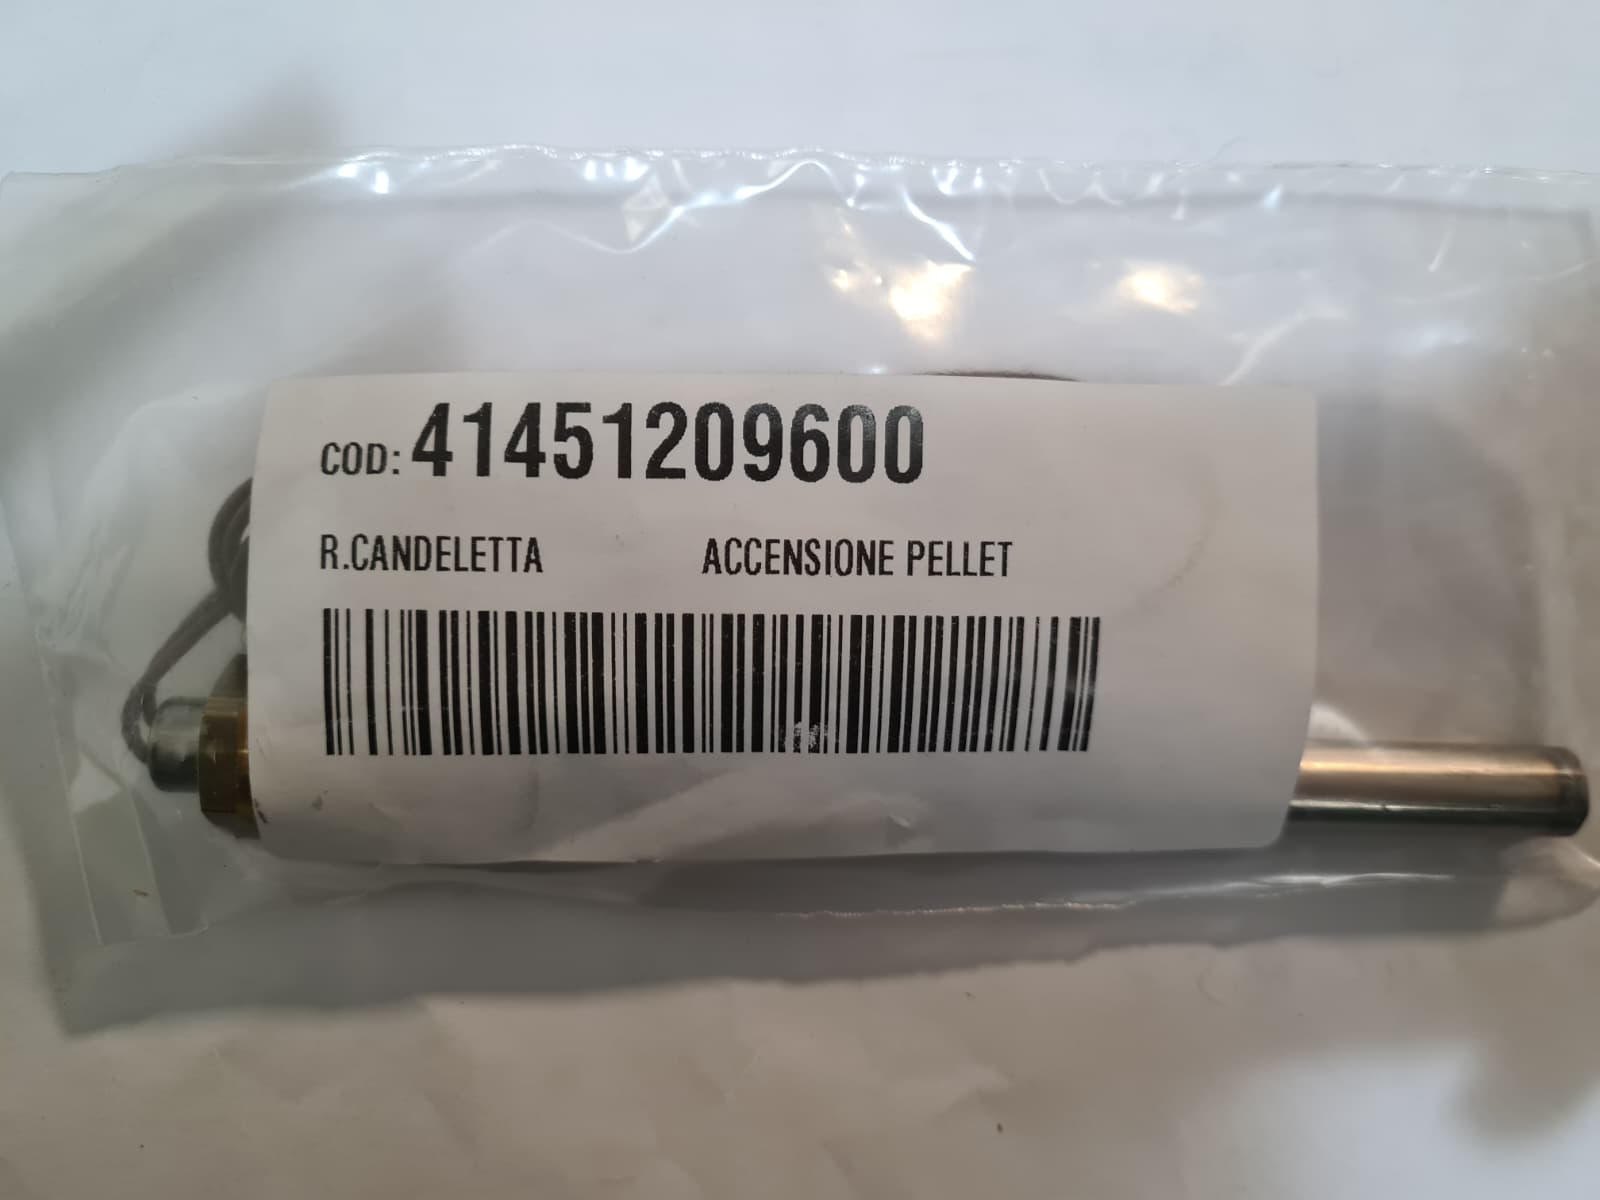 COD: 41451209600
R.CANDELETTA ACCENSIONE PELLET